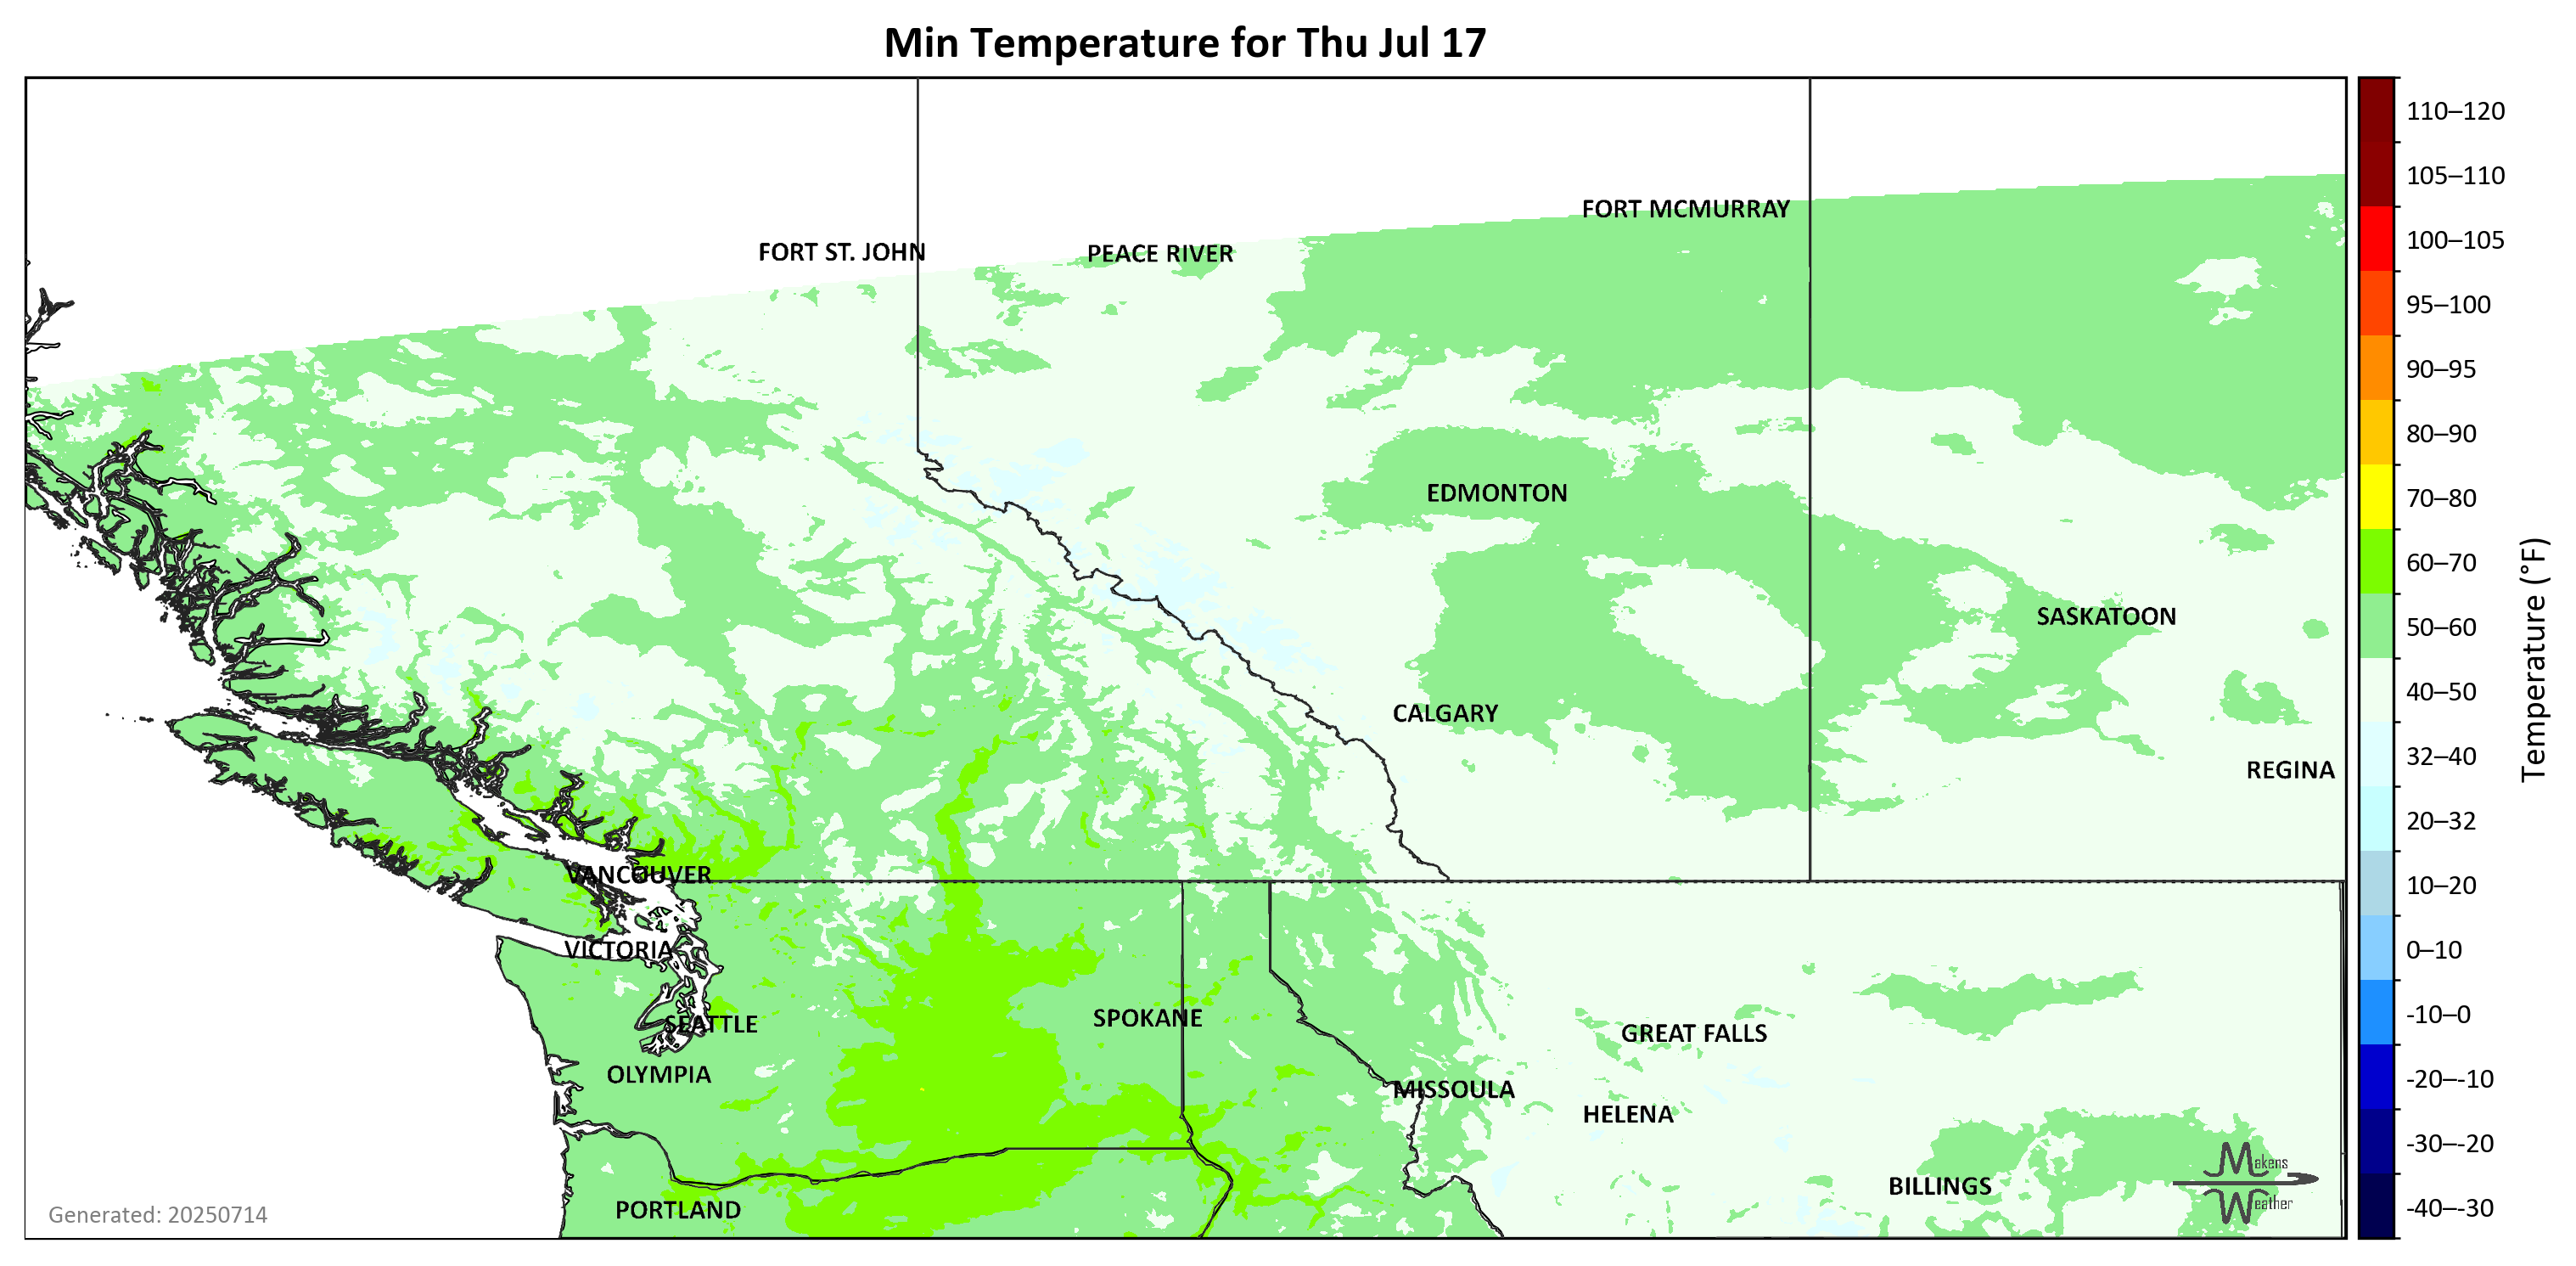 Min Temperature for Thu Jul 17
FORT MCMURRAY
FORT ST. JOHN
PEACE RIVER
EDMONTON
SASKATOON
CALGARY
REGINA
VANCOUVER
VICTORIA
SPOKANE
SEATTLE
GREAT FALLS
OLYMPIA
MISSOULA
HELENA
BILLINGS
PORTLAND
Makens
Weather
Generated: 20250714
110–120
105–110
100–105
95–100
90–95
80–90
70–80
60–70
50–60
40–50
32–40
20–32
10–20
0–10
-10–0
-20–-10
-30–-20
-40–-30
Temperature (°F)